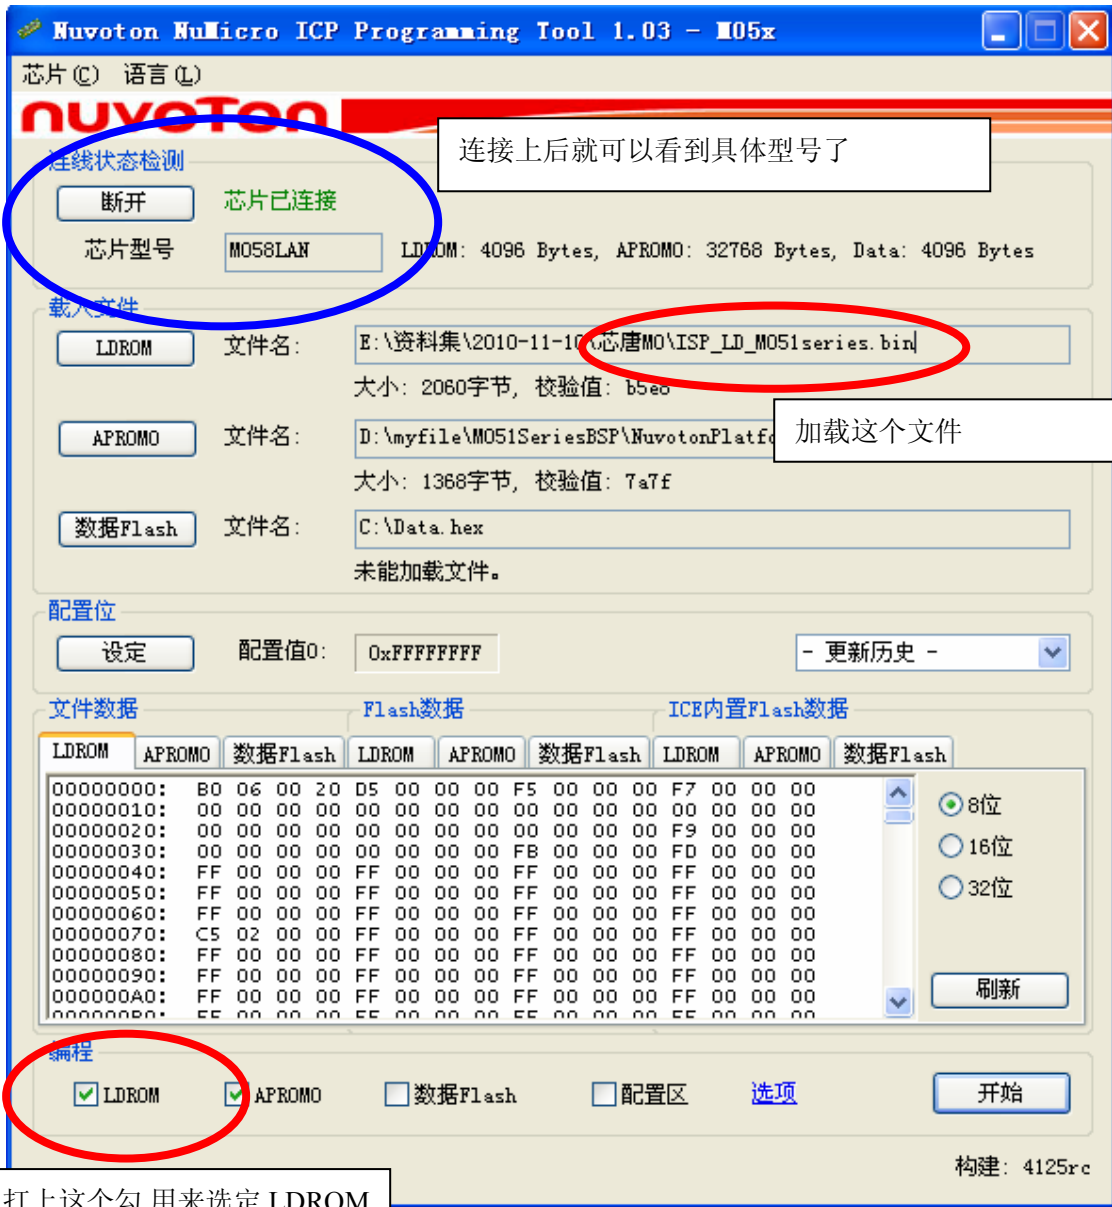 Nuvoton NuMicro ICP Programming Tool 1.03 - M05x
芯片(C) 语言(L)
nuvoTon
连接上后就可以看到具体型号了
连线状态检测
断开 芯片已连接
芯片型号 M058LAN LDROM: 4096 Bytes, APROM0: 32768 Bytes, Data: 4096 Bytes
载入文件
LDROM 文件名: E:\资料集\2010-11-10\芯唐M0\ISP_LD_M051series.bin
大小: 2060字节, 校验值: b5e8
加载这个文件
APROM0 文件名: D:\myfile\M051SeriesBSP\NuvotonPlatfo
大小: 1368字节, 校验值: 7a7f
数据Flash 文件名: C:\Data.hex
未能加载文件。
配置位
设定 配置值0: 0xFFFFFFFF - 更新历史 -
文件数据 Flash数据 ICE内置Flash数据
LDROM APROM0 数据Flash LDROM APROM0 数据Flash LDROM APROM0 数据Flash
00000000: B0 06 00 20 D5 00 00 00 F5 00 00 00 F7 00 00 00
00000010: 00 00 00 00 00 00 00 00 00 00 00 00 00 00 00 00
00000020: 00 00 00 00 00 00 00 00 00 00 00 00 F9 00 00 00
00000030: 00 00 00 00 00 00 00 00 FB 00 00 00 FD 00 00 00
00000040: FF 00 00 00 FF 00 00 00 FF 00 00 00 FF 00 00 00
00000050: FF 00 00 00 FF 00 00 00 FF 00 00 00 FF 00 00 00
00000060: FF 00 00 00 FF 00 00 00 FF 00 00 00 FF 00 00 00
00000070: C5 02 00 00 FF 00 00 00 FF 00 00 00 FF 00 00 00
00000080: FF 00 00 00 FF 00 00 00 FF 00 00 00 FF 00 00 00
00000090: FF 00 00 00 FF 00 00 00 FF 00 00 00 FF 00 00 00
000000A0: FF 00 00 00 FF 00 00 00 FF 00 00 00 FF 00 00 00
000000B0: FF 00 00 00 FF 00 00 00 FF 00 00 00 FF 00 00 00
8位
16位
32位
刷新
编程
LDROM APROM0 数据Flash 配置区 选项 开始
构建: 4125rc
打上这个勾 用来选定 LDROM